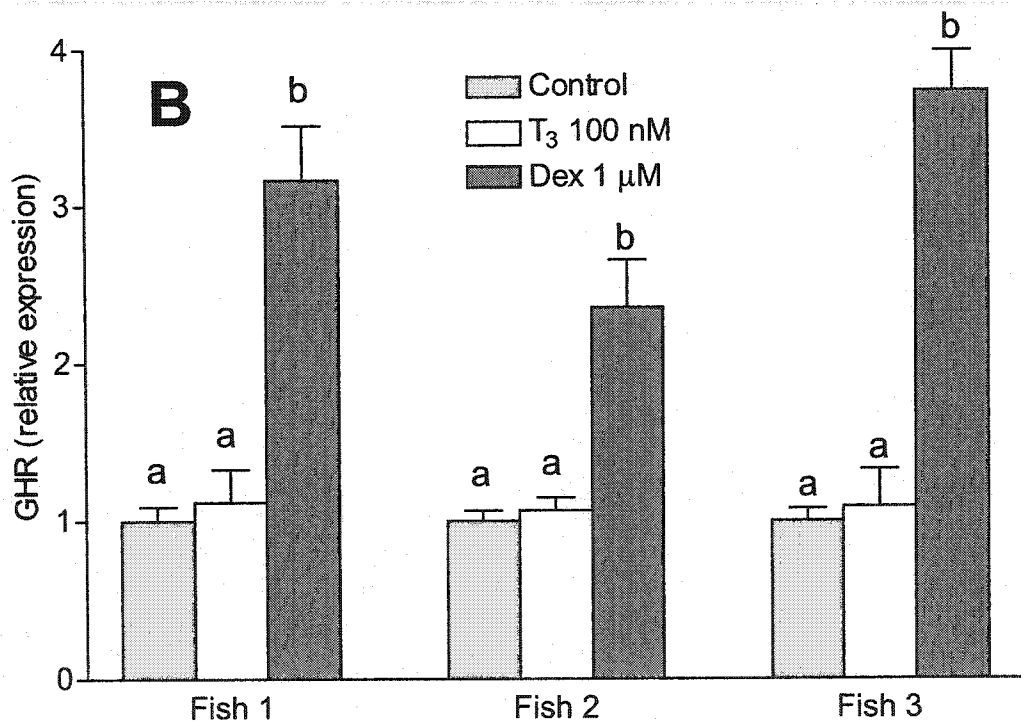 B
Control
T₃ 100 nM
Dex 1 µM
GHR (relative expression)
4
3
2
1
0
a
a
b
a
a
b
a
a
b
Fish 1
Fish 2
Fish 3